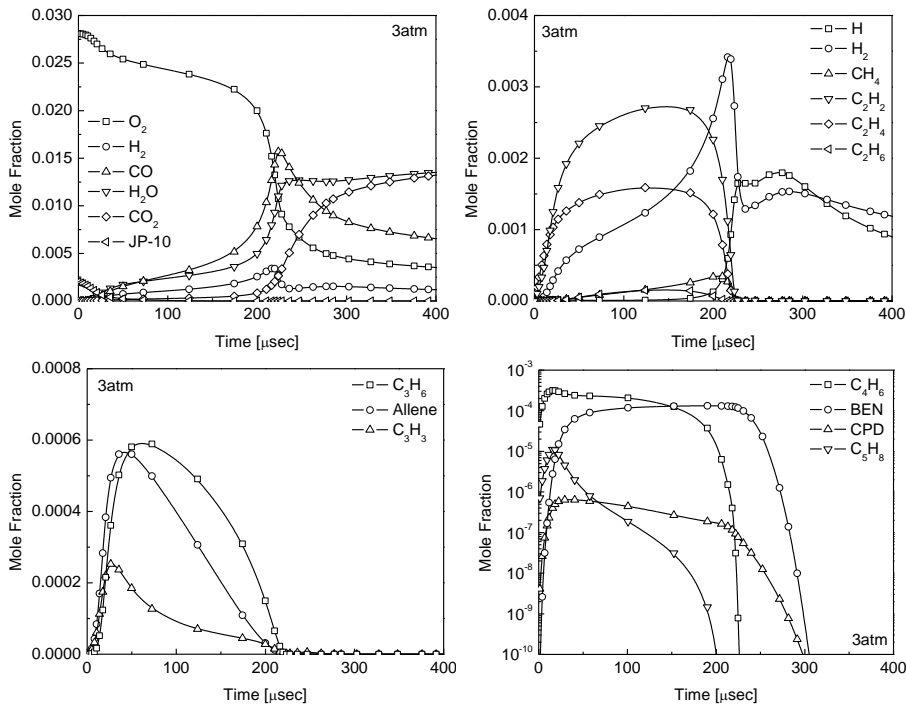 0.030
0.025
0.020
0.015
0.010
0.005
0.000
Mole Fraction
3atm
O₂
H₂
CO
H₂O
CO₂
JP-10
0 100 200 300 400
Time [μsec]
0.004
0.003
0.002
0.001
0.000
Mole Fraction
3atm
H
H₂
CH₄
C₂H₂
C₂H₄
C₂H₆
0 100 200 300 400
Time [μsec]
0.0008
0.0006
0.0004
0.0002
0.0000
Mole Fraction
3atm
C₃H₆
Allene
C₃H₃
0 100 200 300 400
Time [μsec]
10⁻³
10⁻⁴
10⁻⁵
10⁻⁶
10⁻⁷
10⁻⁸
10⁻⁹
10⁻¹⁰
Mole Fraction
C₄H₆
BEN
CPD
C₅H₈
3atm
0 100 200 300 400
Time [μsec]